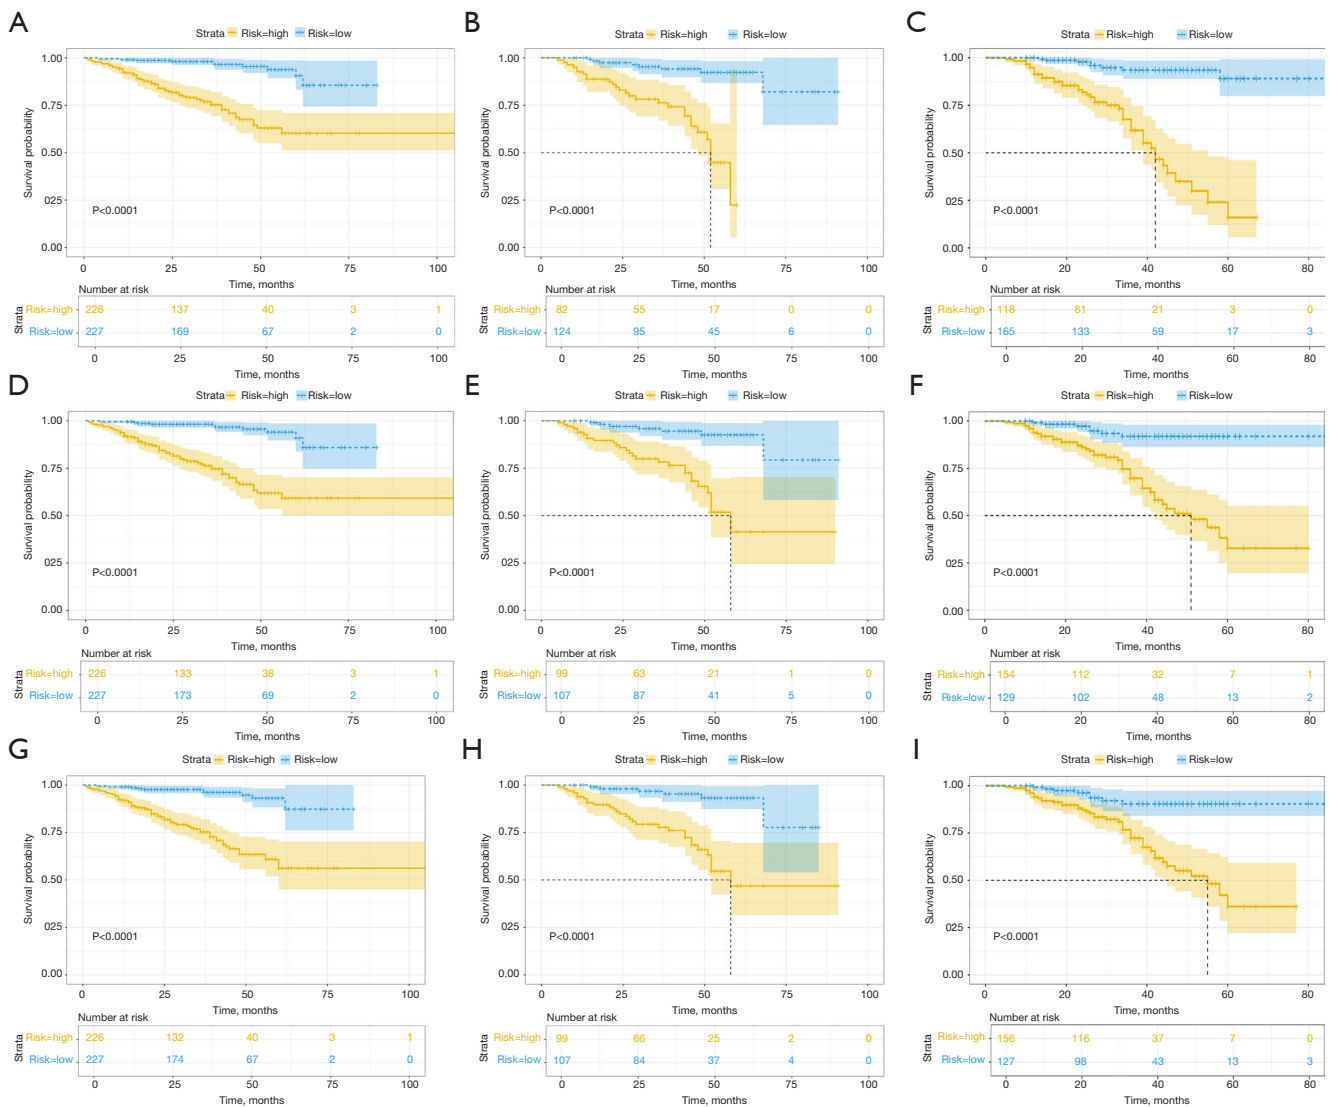 A
Strata Risk=high Risk=low
Survival probability
1.00
0.75
0.50
025
0.00
P<0.0001
0 25 50 75 100
Time, months
Number at risk
Strata
Risk=high 226 137 40 3 1
Risk=low 227 169 67 2 0
0 25 50 75 100
Time, months
B
Strata Risk=high Risk=low
Survival probability
1.00
0.75
0.50
025
0.00
P<0.0001
0 25 50 75 100
Time, months
Number at risk
Strata
Risk=high 82 55 17 0 0
Risk=low 124 95 45 6 0
0 25 50 75 100
Time, months
C
Strata Risk=high Risk=low
Survival probability
1.00
0.75
0.50
025
0.00
P<0.0001
0 20 40 60 80
Time, months
Number at risk
Strata
Risk=high 118 81 21 3 0
Risk=low 165 133 59 17 3
0 20 40 60 80
Time, months
D
Strata Risk=high Risk=low
Survival probability
1.00
0.75
0.50
025
0.00
P<0.0001
0 25 50 75 100
Time, months
Number at risk
Strata
Risk=high 226 133 38 3 1
Risk=low 227 173 69 2 0
0 25 50 75 100
Time, months
E
Strata Risk=high Risk=low
Survival probability
1.00
0.75
0.50
025
0.00
P<0.0001
0 25 50 75 100
Time, months
Number at risk
Strata
Risk=high 99 63 21 1 0
Risk=low 107 87 41 5 0
0 25 50 75 100
Time, months
F
Strata Risk=high Risk=low
Survival probability
1.00
0.75
0.50
025
0.00
P<0.0001
0 20 40 60 80
Time, months
Number at risk
Strata
Risk=high 154 112 32 7 1
Risk=low 129 102 48 13 2
0 20 40 60 80
Time, months
G
Strata Risk=high Risk=low
Survival probability
1.00
0.75
0.50
025
0.00
P<0.0001
0 25 50 75 100
Time, months
Number at risk
Strata
Risk=high 226 132 40 3 1
Risk=low 227 174 67 2 0
0 25 50 75 100
Time, months
H
Strata Risk=high Risk=low
Survival probability
1.00
0.75
0.50
025
0.00
P<0.0001
0 25 50 75 100
Time, months
Number at risk
Strata
Risk=high 99 66 25 2 0
Risk=low 107 84 37 4 0
0 25 50 75 100
Time, months
I
Strata Risk=high Risk=low
Survival probability
1.00
0.75
0.50
025
0.00
P<0.0001
0 20 40 60 80
Time, months
Number at risk
Strata
Risk=high 156 116 37 7 0
Risk=low 127 98 43 13 3
0 20 40 60 80
Time, months